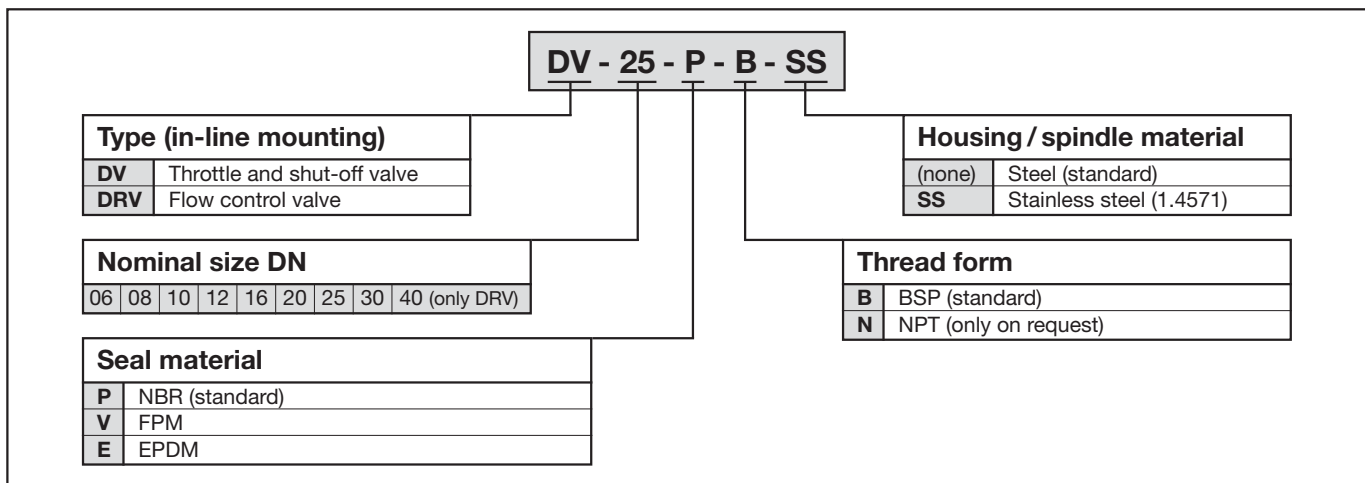 DV - 25 - P - B - SS
Type (in-line mounting)
DV Throttle and shut-off valve
DRV Flow control valve
Nominal size DN
06 08 10 12 16 20 25 30 40 (only DRV)
Seal material
P NBR (standard)
V FPM
E EPDM
Housing / spindle material
(none) Steel (standard)
SS Stainless steel (1.4571)
Thread form
B BSP (standard)
N NPT (only on request)